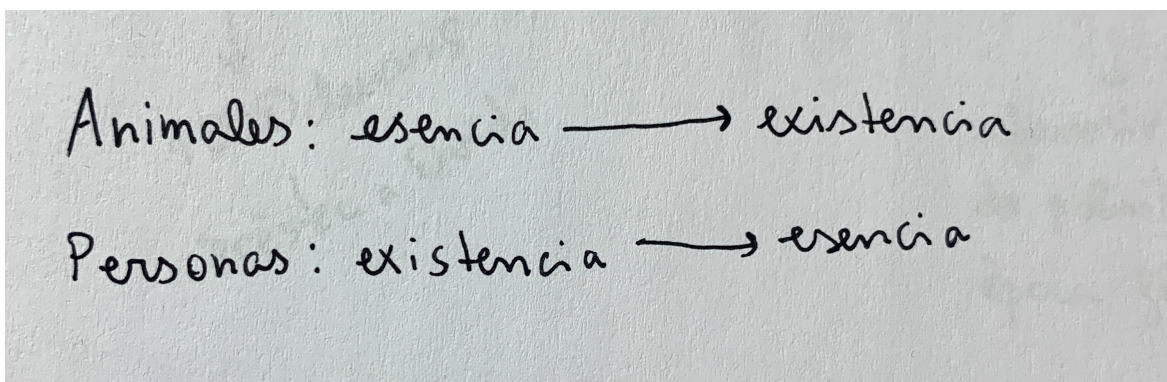 Animales: esencia → existencia
Personas: existencia → esencia